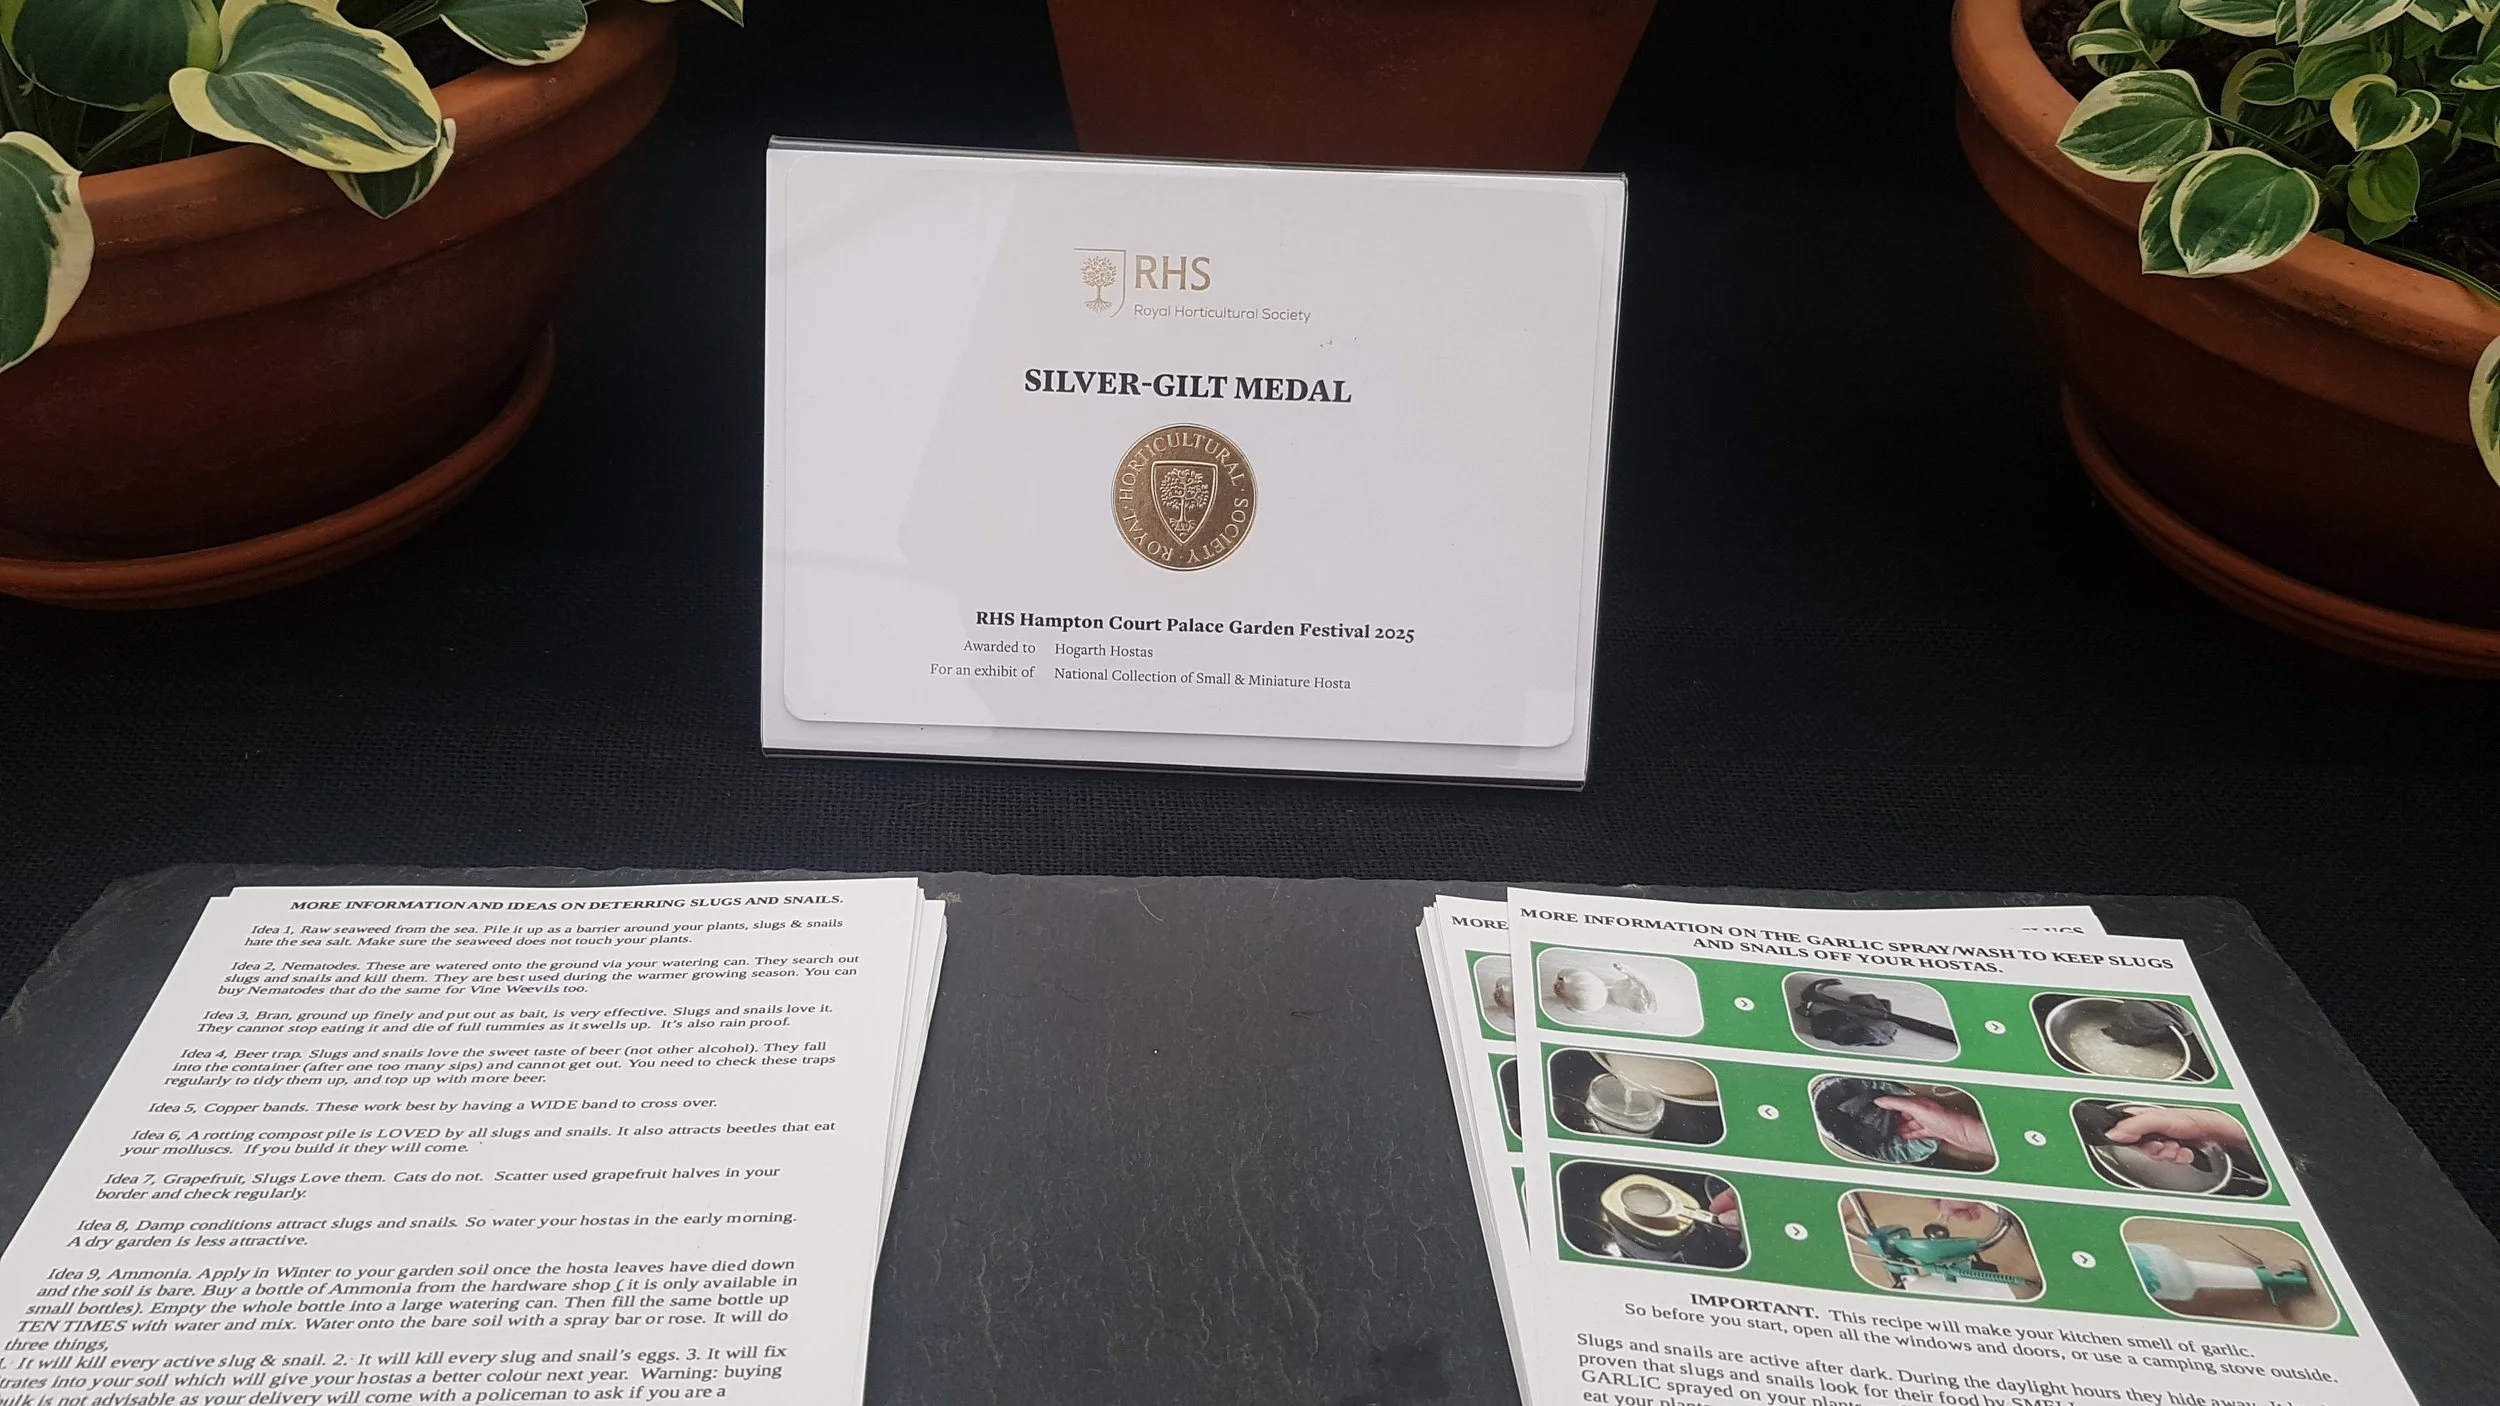 RHS
Royal Horticultural Society
SILVER-GILT MEDAL
ROYAL · HORTICULTURAL · SOCIETY ·
RHS Hampton Court Palace Garden Festival 2025
Awarded to Hogarth Hostas
For an exhibit of National Collection of Small & Miniature Hosta
MORE INFORMATION AND IDEAS ON DETERRING SLUGS AND SNAILS.
Idea 1, Raw seaweed from the sea. Pile it up as a barrier around your plants, slugs & snails
hate the sea salt. Make sure the seaweed does not touch your plants.
Idea 2, Nematodes. These are watered onto the ground via your watering can. They search out
slugs and snails and kill them. They are best used during the warmer growing season. You can
buy Nematodes that do the same for Vine Weevils too.
Idea 3, Bran, ground up finely and put out as bait, is very effective. Slugs and snails love it.
They cannot stop eating it and die of full tummies as it swells up. It's also rain proof.
Idea 4, Beer trap. Slugs and snails love the sweet taste of beer (not other alcohol). They fall
into the container (after one too many sips) and cannot get out. You need to check these traps
regularly to tidy them up, and top up with more beer.
Idea 5, Copper bands. These work best by having a WIDE band to cross over.
Idea 6, A rotting compost pile is LOVED by all slugs and snails. It also attracts beetles that eat
your molluscs. If you build it they will come.
Idea 7, Grapefruit, Slugs Love them. Cats do not. Scatter used grapefruit halves in your
border and check regularly.
Idea 8, Damp conditions attract slugs and snails. So water your hostas in the early morning.
A dry garden is less attractive.
Idea 9, Ammonia. Apply in Winter to your garden soil once the hosta leaves have died down
and the soil is bare. Buy a bottle of Ammonia from the hardware shop ( it is only available in
small bottles). Empty the whole bottle into a large watering can. Then fill the same bottle up
TEN TIMES with water and mix. Water onto the bare soil with a spray bar or rose. It will do
three things,
. It will kill every active slug & snail. 2. It will kill every slug and snail's eggs. 3. It will fix
trates into your soil which will give your hostas a better colour next year. Warning: buying
ulk is not advisable as your delivery will come with a policeman to ask if you are a
MORE
MORE INFORMATION ON THE GARLIC SPRAY/WASH TO KEEP SLUGS
AND SNAILS OFF YOUR HOSTAS.
IMPORTANT. This recipe will make your kitchen smell of garlic.
So before you start, open all the windows and doors, or use a camping stove outside.
Slugs and snails are active after dark. During the daylight hours they hide away.
proven that slugs and snails look for their food by SMELL
GARLIC sprayed on your plants
eat your plants